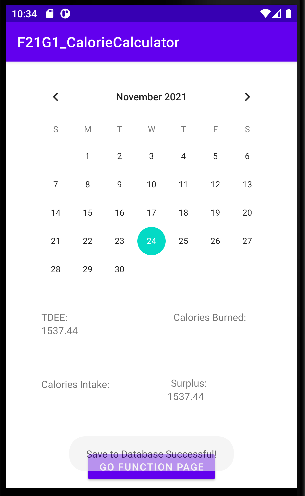 10:34
F21G1_CalorieCalculator
November 2021
S M T W T F S
1 2 3 4 5 6
7 8 9 10 11 12 13
14 15 16 17 18 19 20
21 22 23 24 25 26 27
28 29 30
TDEE: Calories Burned:
1537.44
Calories Intake: Surplus:
1537.44
Save to Database Successful!
GO FUNCTION PAGE